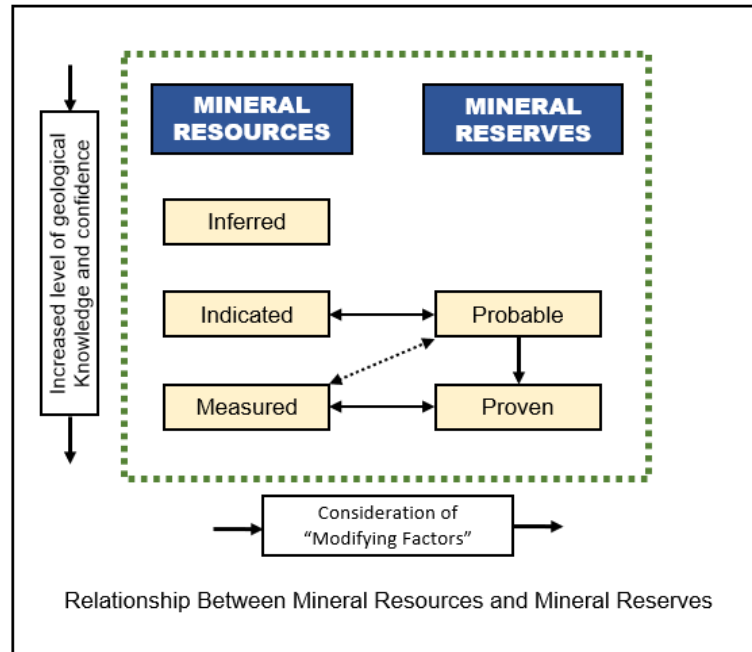 MINERAL
RESOURCES
MINERAL
RESERVES
Increased level of geological
Knowledge and confidence
Inferred
Indicated
Probable
Measured
Proven
Consideration of
“Modifying Factors”
Relationship Between Mineral Resources and Mineral Reserves